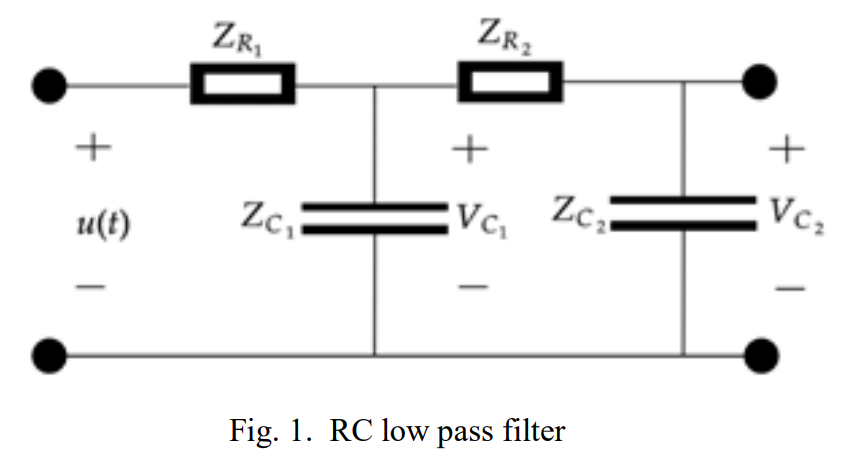 Z_{R_1} Z_{R_2}
+ + +
u(t) Z_{C_1} V_{C_1} Z_{C_2} V_{C_2}
− − −
Fig. 1. RC low pass filter